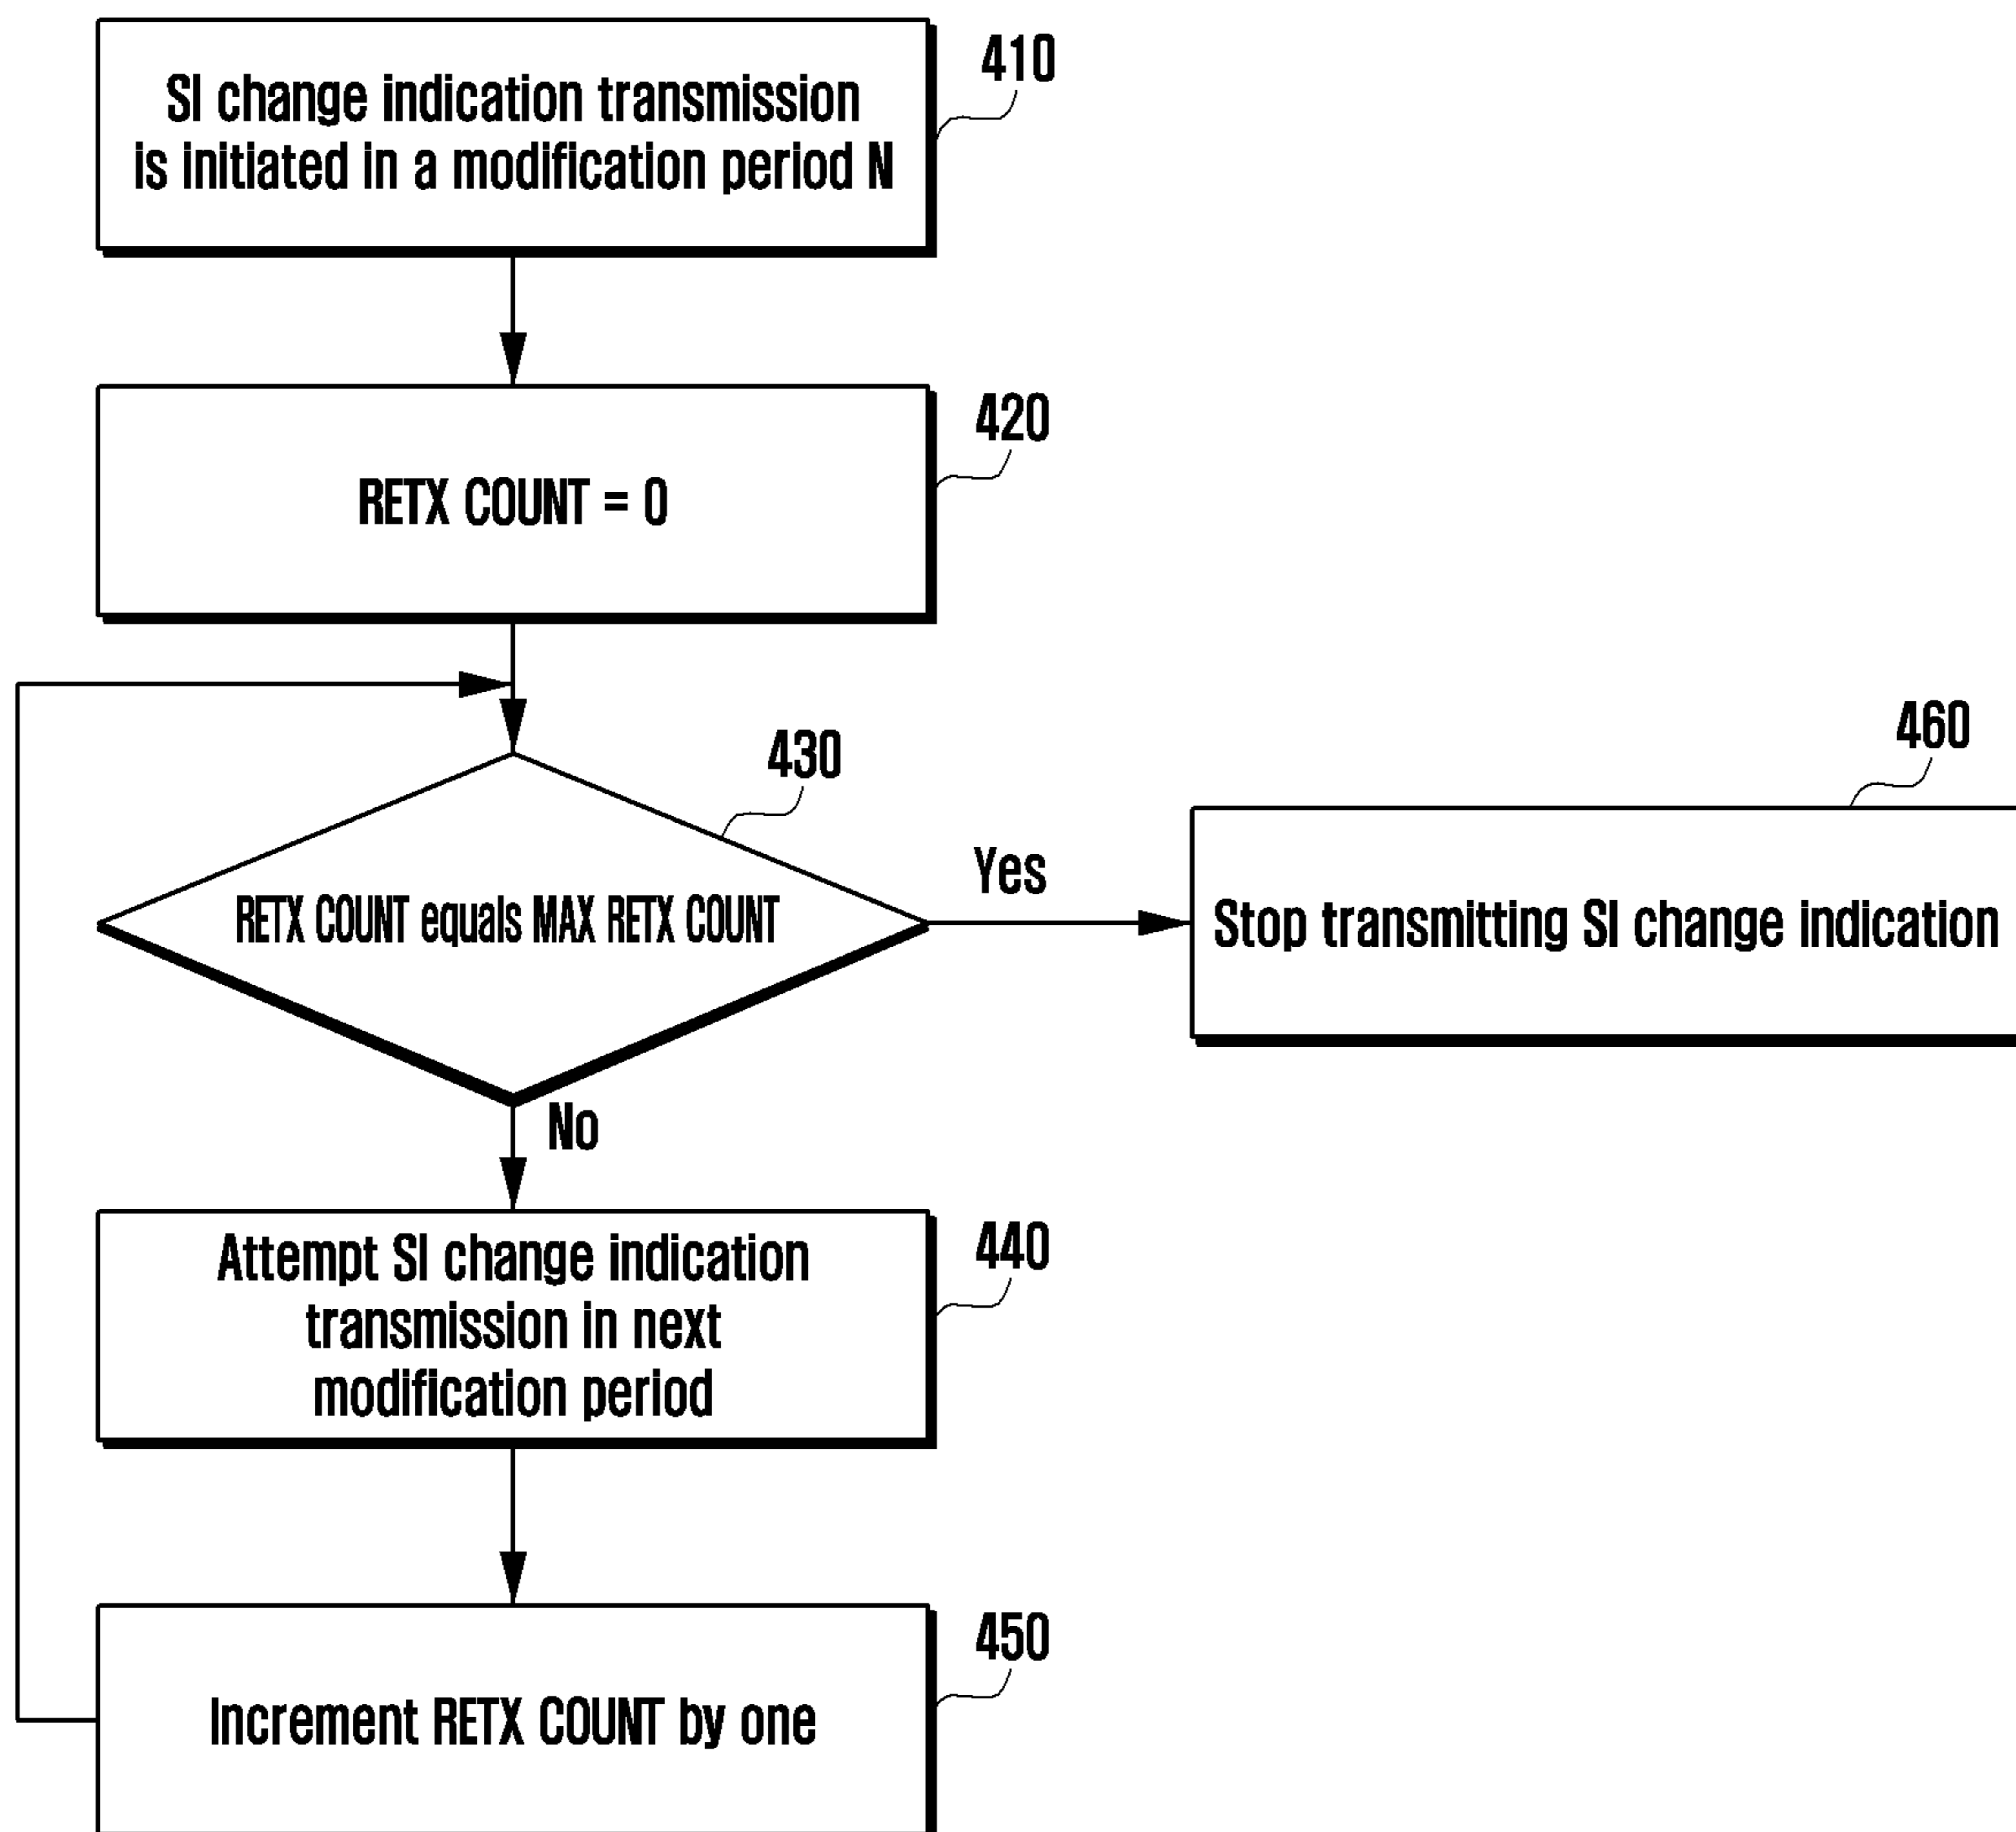 410
SI change indication transmission
is initiated in a modification period N
420
RETX COUNT = 0
430
RETX COUNT equals MAX RETX COUNT
Yes
460
Stop transmitting SI change indication
No
440
Attempt SI change indication
transmission in next
modification period
450
Increment RETX COUNT by one